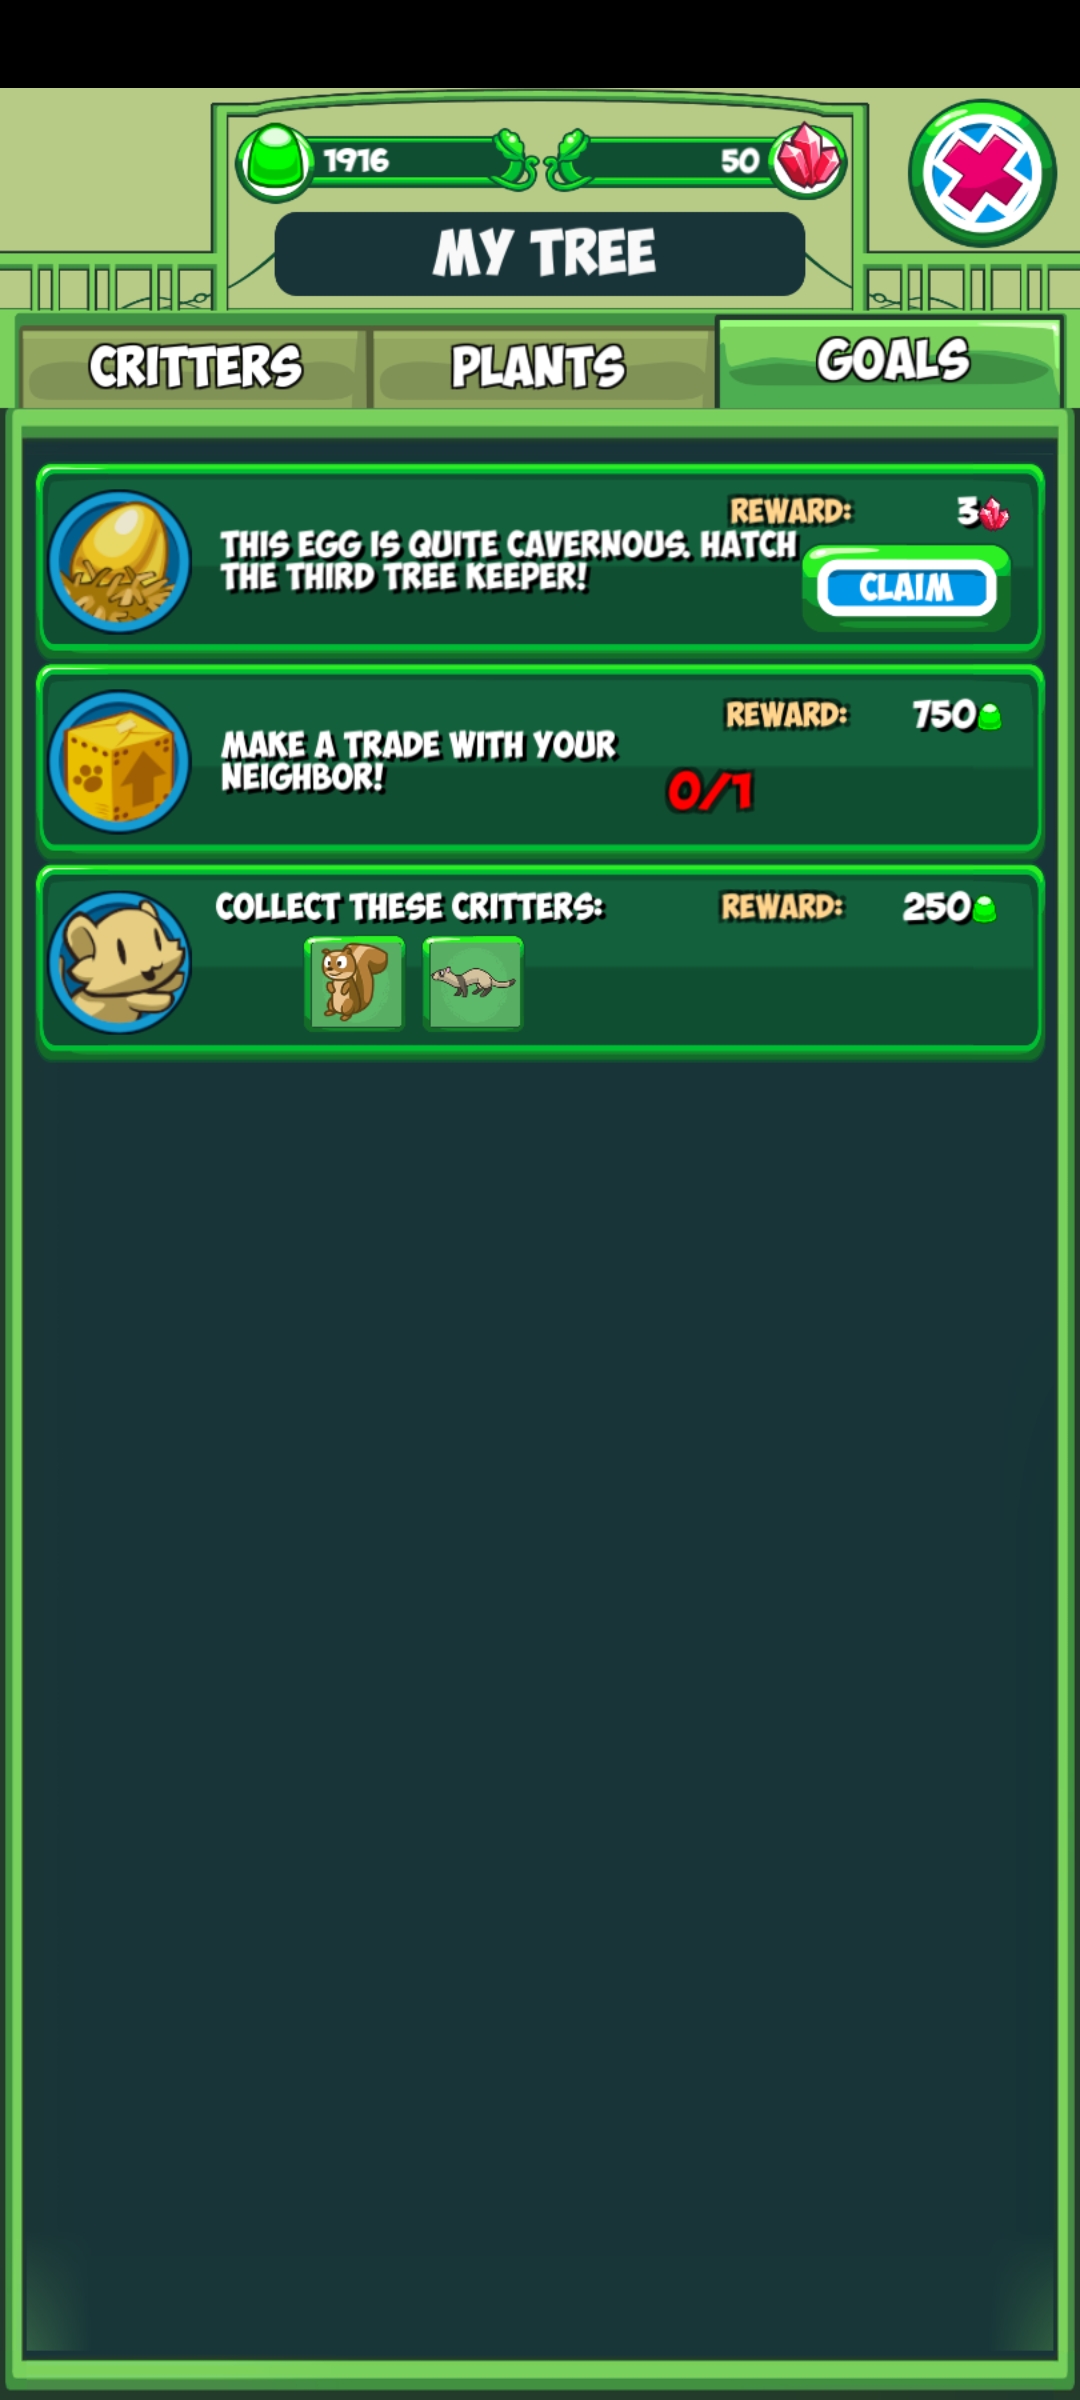 1916
50
MY TREE
CRITTERS
PLANTS
GOALS
REWARD: 3
THIS EGG IS QUITE CAVERNOUS. HATCH
THE THIRD TREE KEEPER!
CLAIM
REWARD: 750
MAKE A TRADE WITH YOUR
NEIGHBOR!
0/1
COLLECT THESE CRITTERS:
REWARD: 250